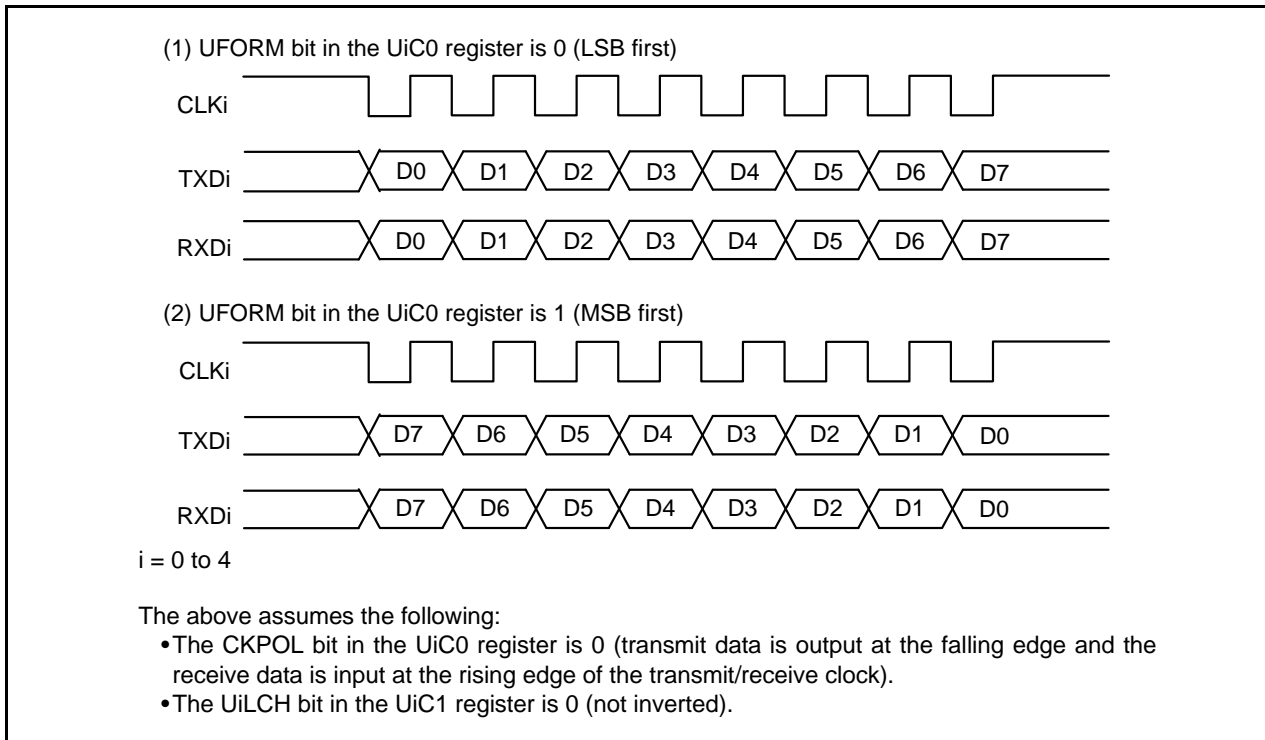 (1) UFORM bit in the UiC0 register is 0 (LSB first)
CLKi
TXDi D0 D1 D2 D3 D4 D5 D6 D7
RXDi D0 D1 D2 D3 D4 D5 D6 D7
(2) UFORM bit in the UiC0 register is 1 (MSB first)
CLKi
TXDi D7 D6 D5 D4 D3 D2 D1 D0
RXDi D7 D6 D5 D4 D3 D2 D1 D0
i = 0 to 4
The above assumes the following:
•The CKPOL bit in the UiC0 register is 0 (transmit data is output at the falling edge and the
receive data is input at the rising edge of the transmit/receive clock).
•The UiLCH bit in the UiC1 register is 0 (not inverted).